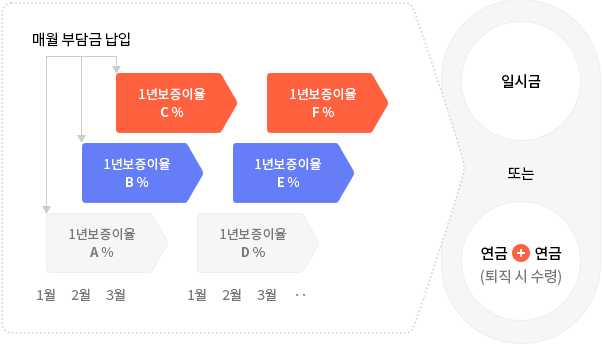 매월 부담금 납입
1년보증이율
C %
1년보증이율
F %
1년보증이율
B %
1년보증이율
E %
1년보증이율
A %
1년보증이율
D %
1월 2월 3월 1월 2월 3월 ··
일시금
또는
연금 + 연금
(퇴직 시 수령)